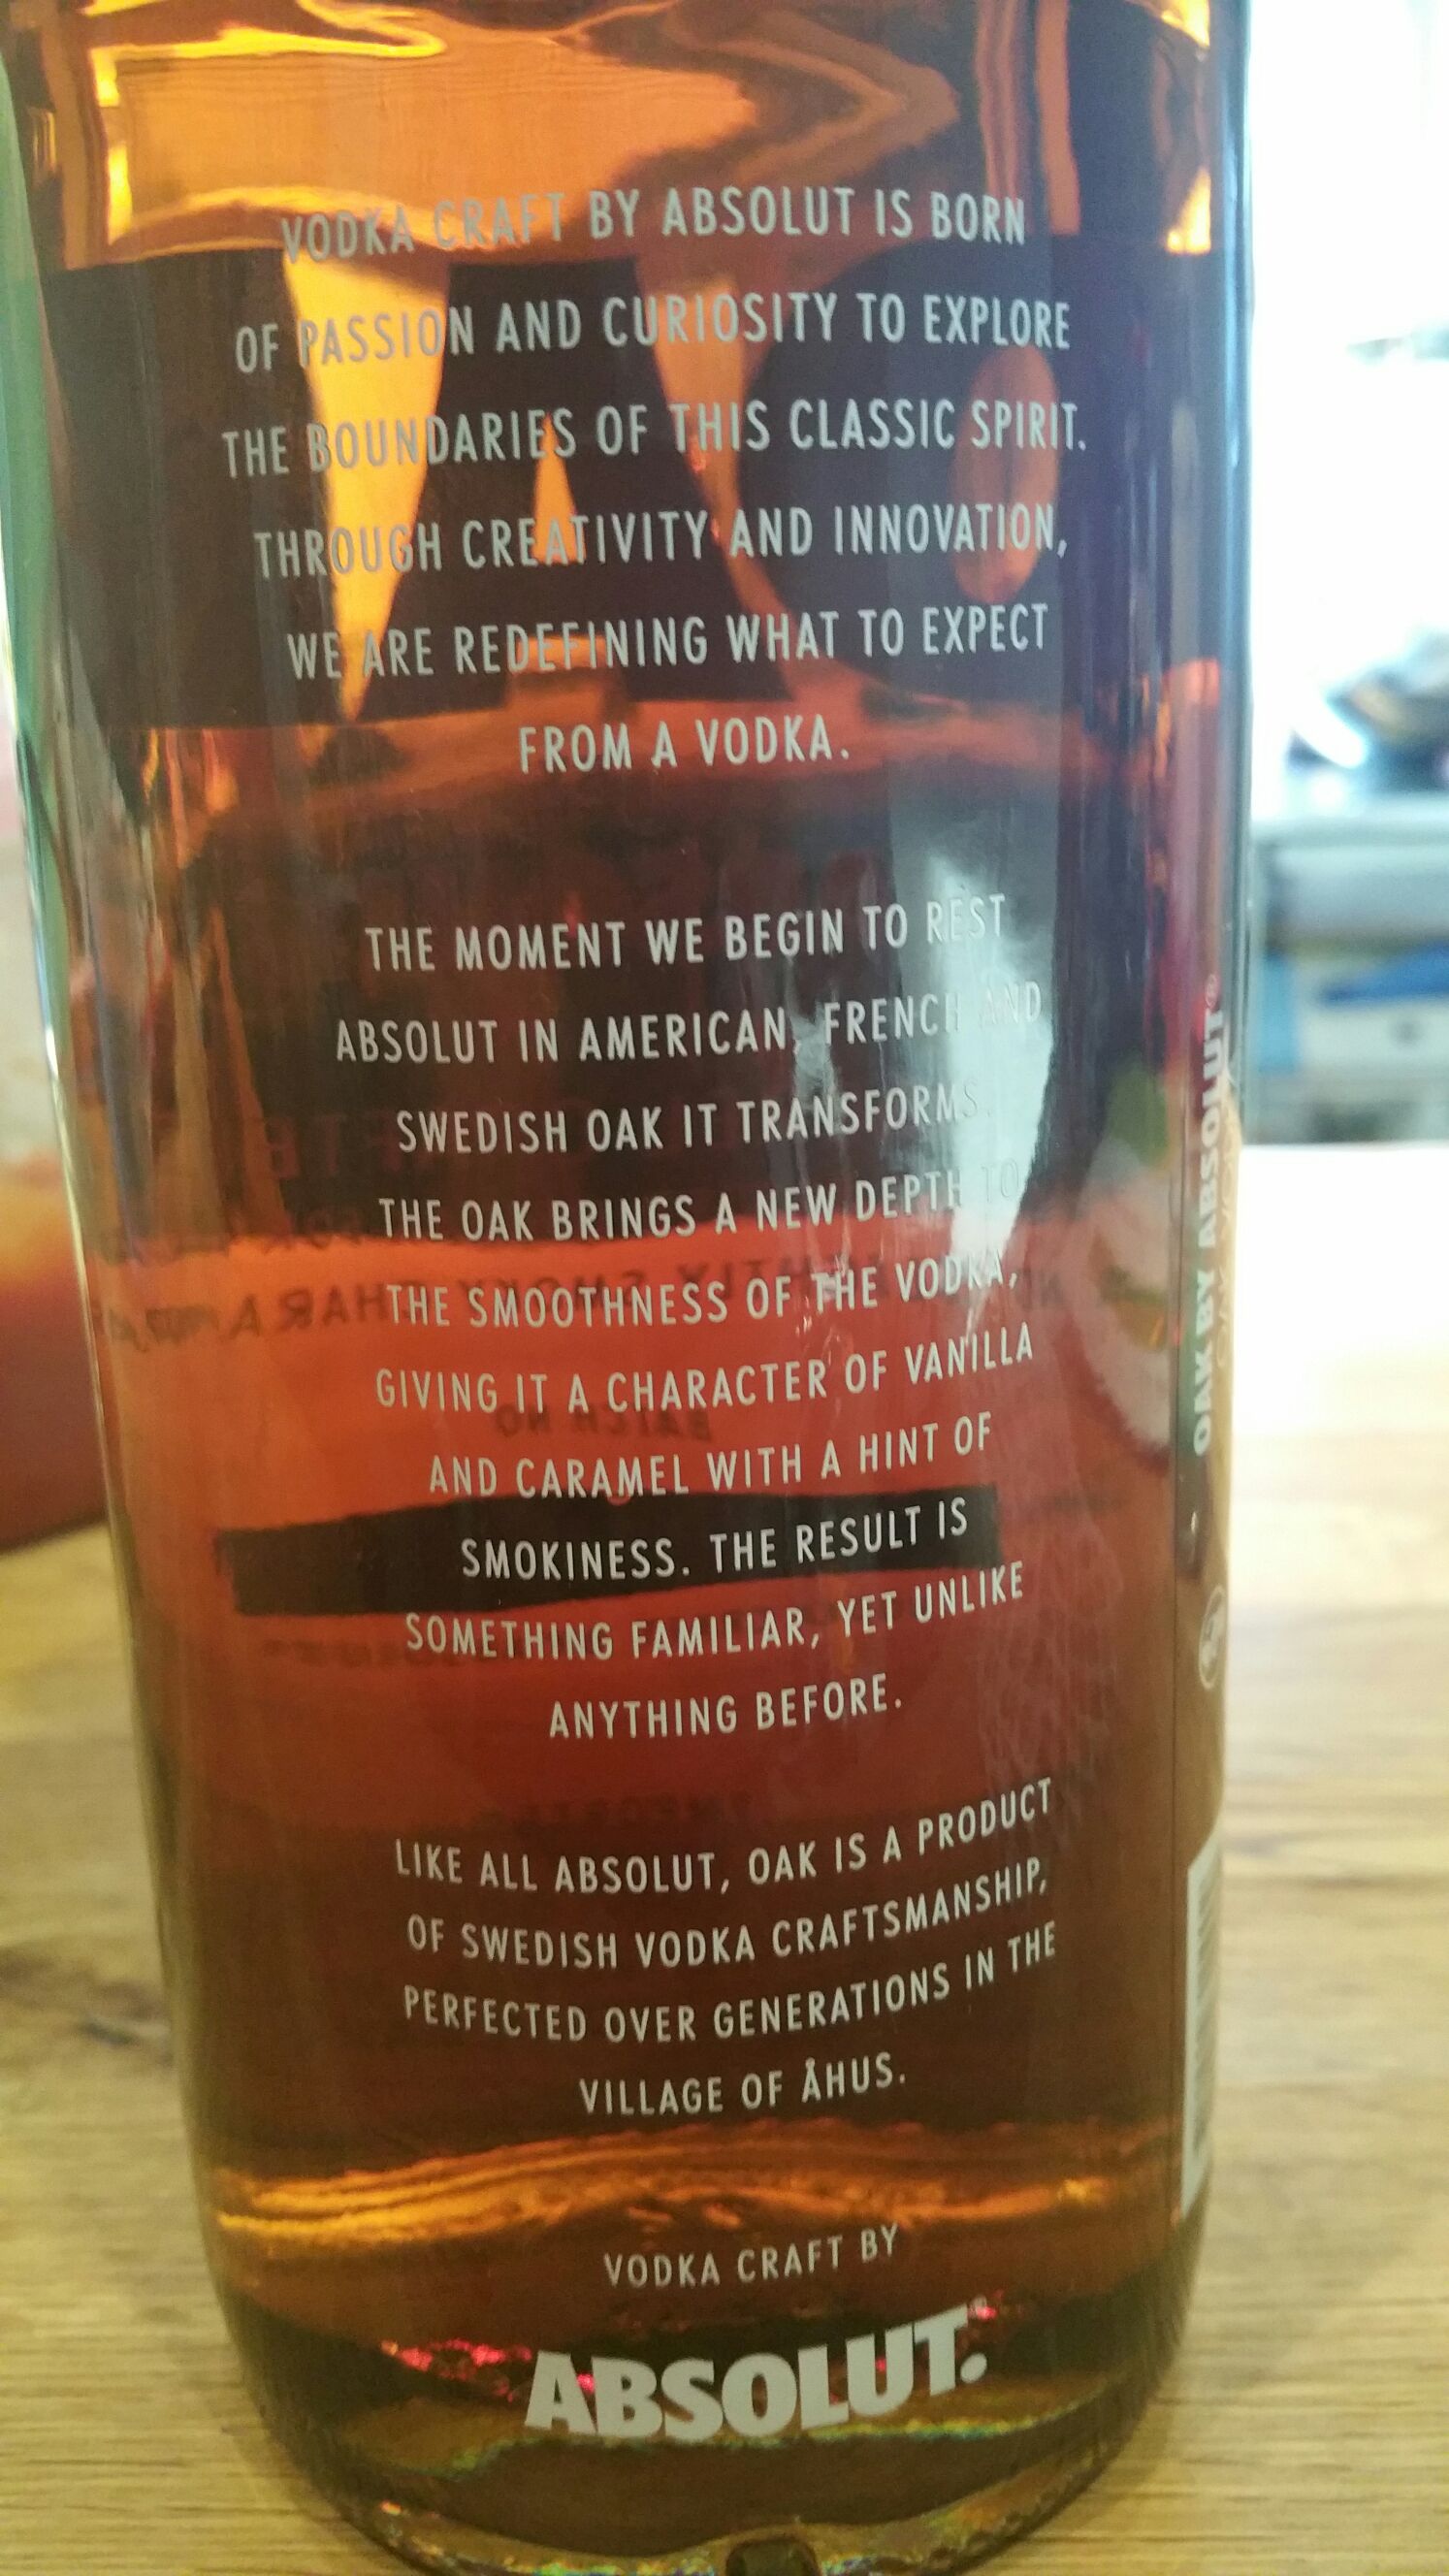 VODKA CRAFT BY ABSOLUT IS BORN
OF PASSION AND CURIOSITY TO EXPLORE
THE BOUNDARIES OF THIS CLASSIC SPIRIT.
THROUGH CREATIVITY AND INNOVATION,
WE ARE REDEFINING WHAT TO EXPECT
FROM A VODKA.
THE MOMENT WE BEGIN TO REST
ABSOLUT IN AMERICAN, FRENCH AND
SWEDISH OAK IT TRANSFORMS.
THE OAK BRINGS A NEW DEPTH TO
THE SMOOTHNESS OF THE VODKA,
GIVING IT A CHARACTER OF VANILLA
AND CARAMEL WITH A HINT OF
SMOKINESS. THE RESULT IS
SOMETHING FAMILIAR, YET UNLIKE
ANYTHING BEFORE.
LIKE ALL ABSOLUT, OAK IS A PRODUCT
OF SWEDISH VODKA CRAFTSMANSHIP,
PERFECTED OVER GENERATIONS IN THE
VILLAGE OF ÅHUS.
VODKA CRAFT BY
ABSOLUT.®
OAK BY ABSOLUT®